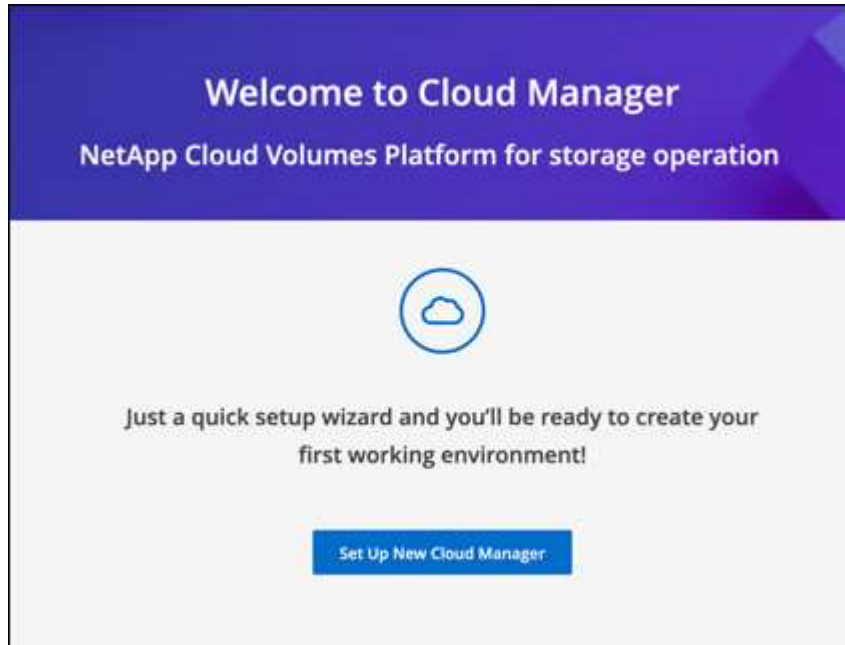 Welcome to Cloud Manager
NetApp Cloud Volumes Platform for storage operation
Just a quick setup wizard and you'll be ready to create your
first working environment!
Set Up New Cloud Manager